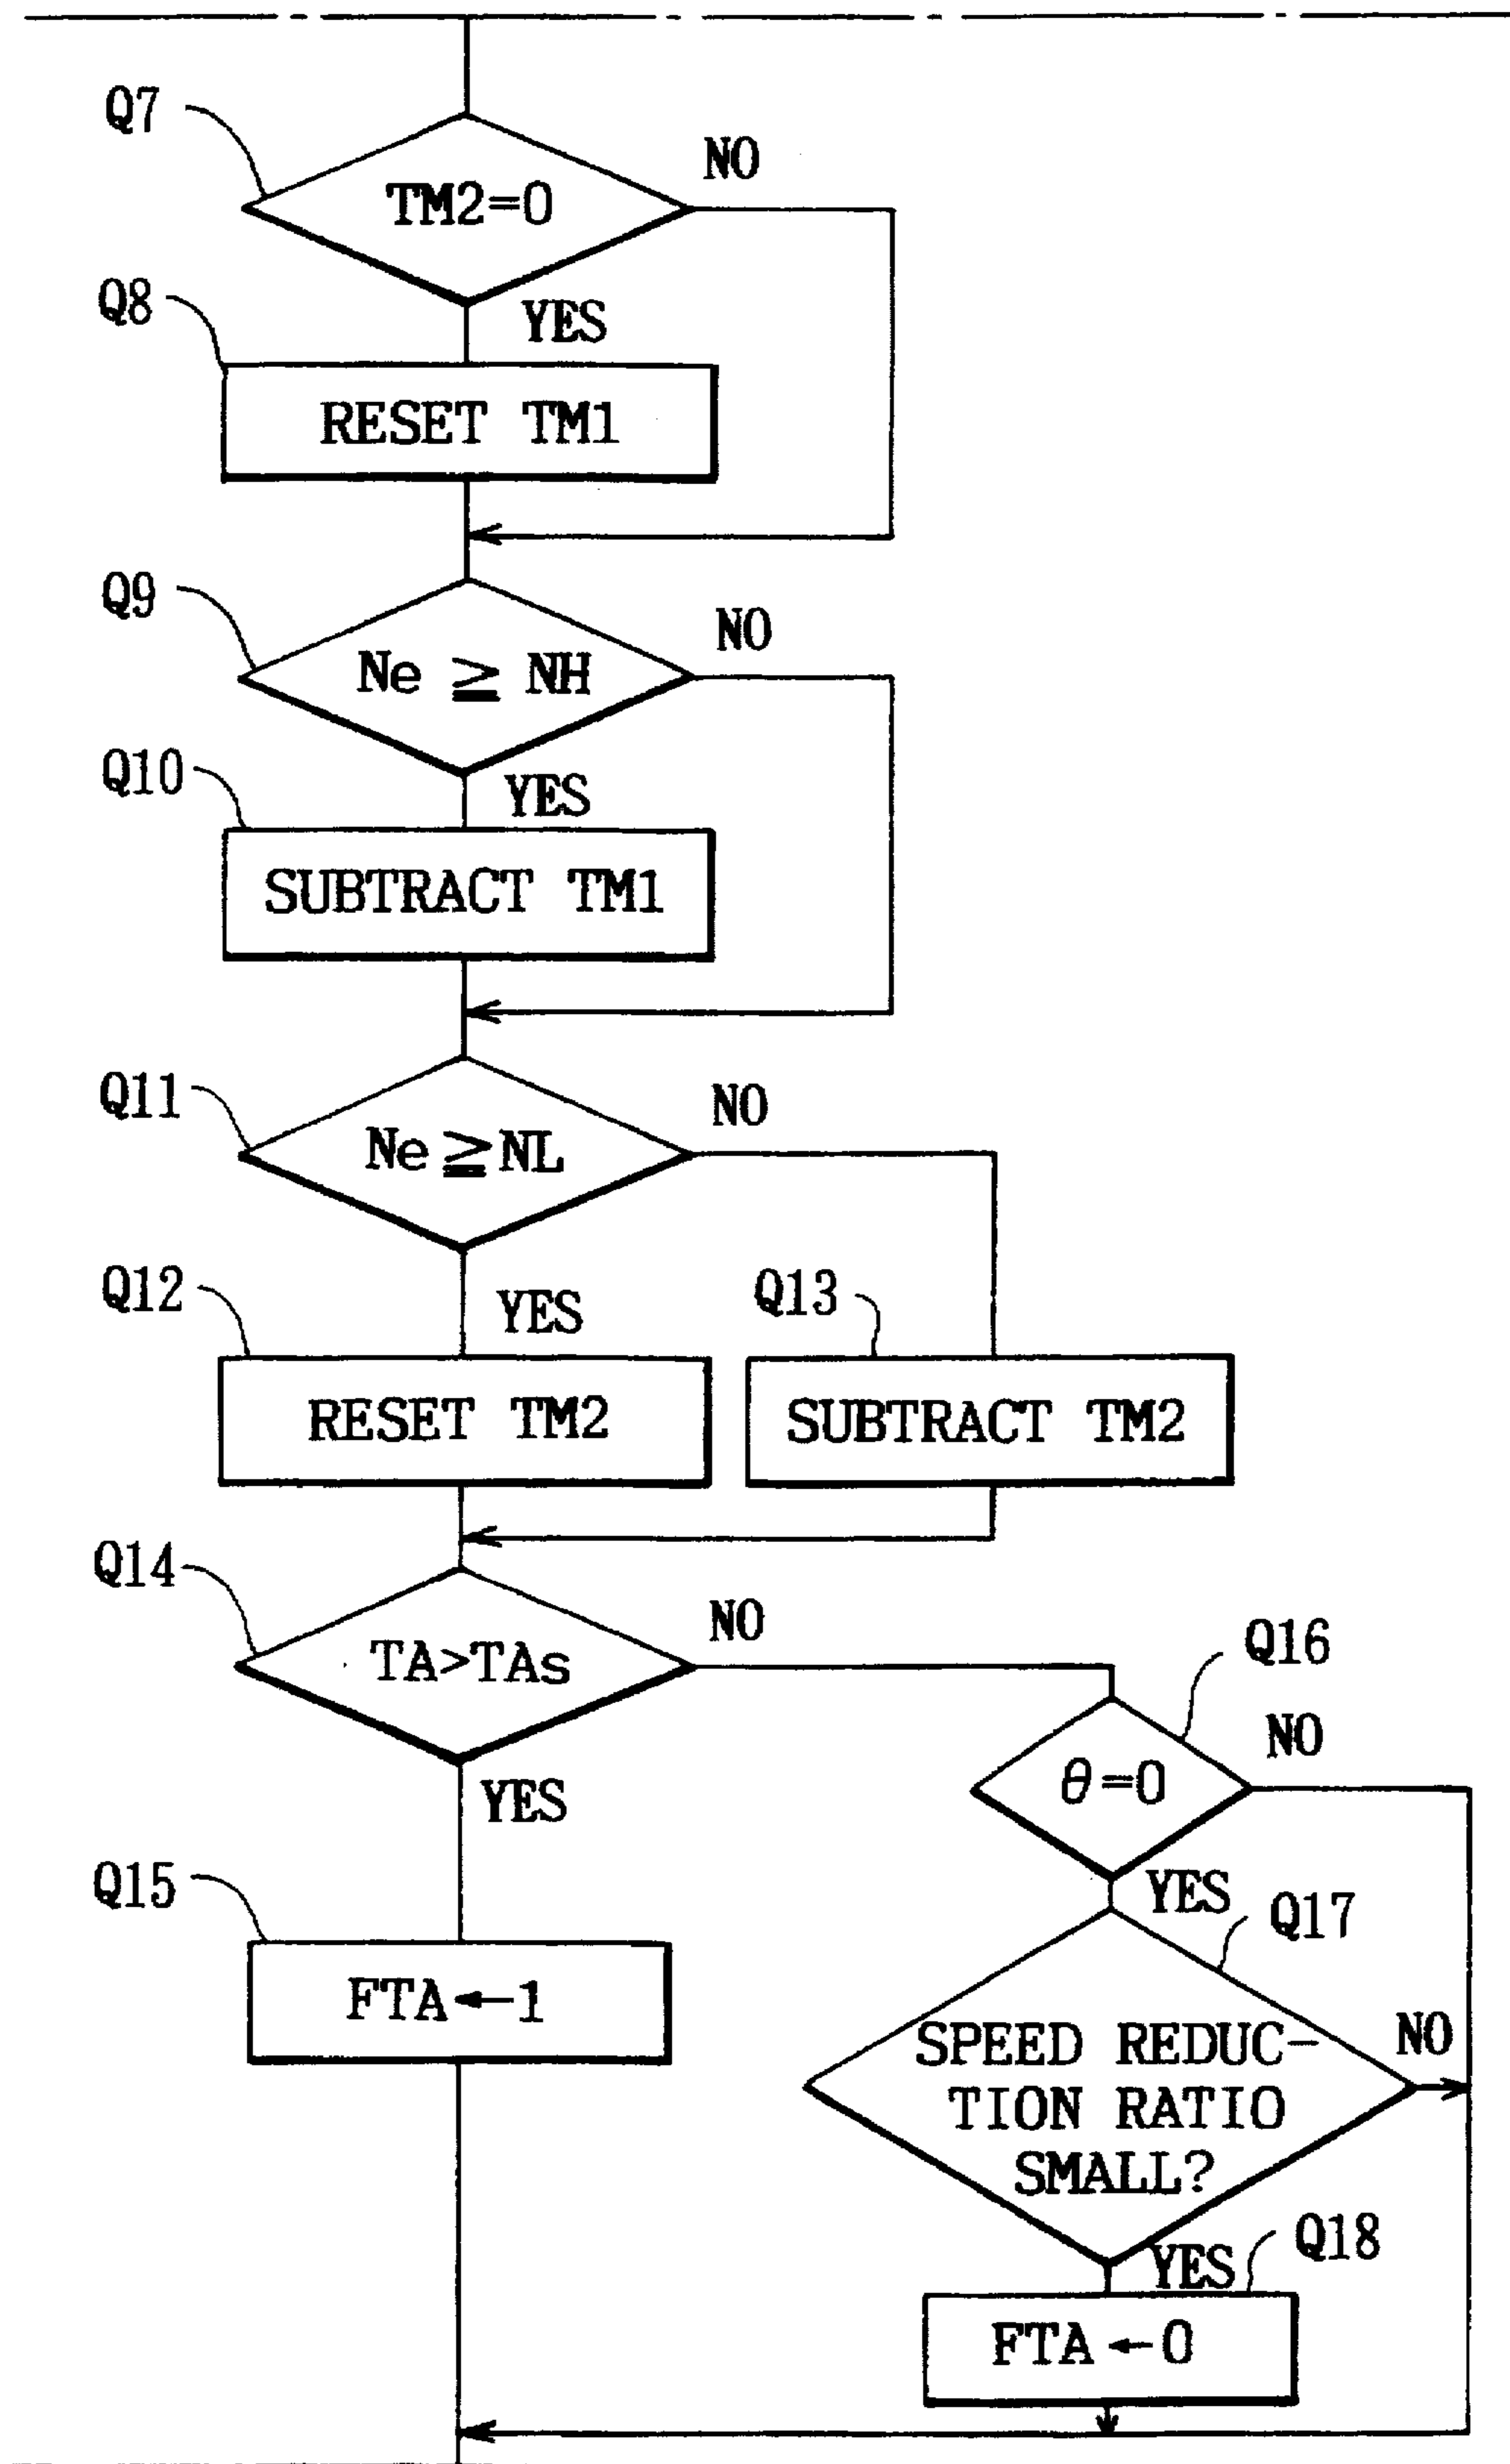 Q7
NO
TM2=0
Q8
YES
RESET TM1
Q9
NO
Ne ≧ NH
Q10
YES
SUBTRACT TM1
Q11
NO
Ne≧NL
Q12
YES
Q13
RESET TM2
SUBTRACT TM2
Q14
NO
TA>TAs
Q16
NO
θ=0
YES
YES
Q15
Q17
FTA←1
SPEED REDUC-
TION RATIO
SMALL?
NO
YES
Q18
FTA←0